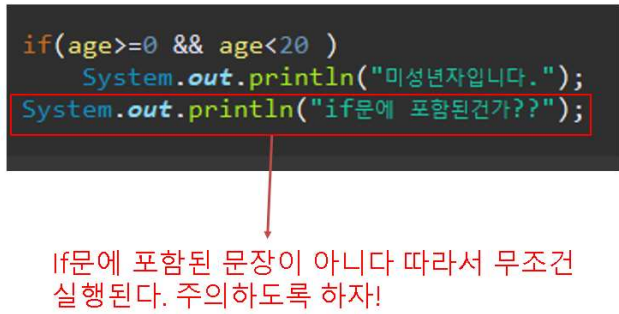 if(age>=0 && age<20 )
System.out.println("미성년자입니다.");
System.out.println("if문에 포함된건가??");
If문에 포함된 문장이 아니다 따라서 무조건
실행된다. 주의하도록 하자!